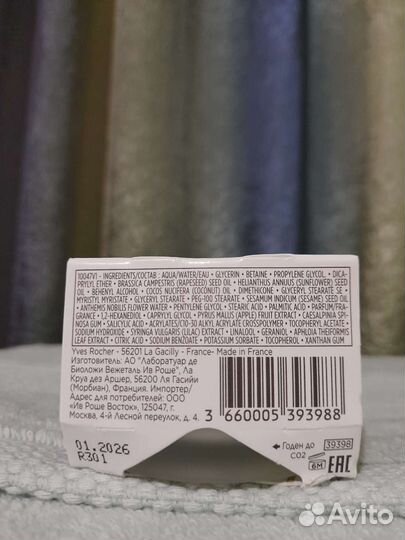 10047V1 - INGREDIENTS/СОСТАВ : AQUA/WATER/EAU • GLYCERIN • BETAINE • PROPYLENE GLYCOL • DICA-
PRYLYL ETHER • BRASSICA CAMPESTRIS (RAPESEED) SEED OIL • HELIANTHUS ANNUUS (SUNFLOWER) SEED
OIL • BEHENYL ALCOHOL • COCOS NUCIFERA (COCONUT) OIL • DIMETHICONE • GLYCERYL STEARATE SE •
MYRISTYL MYRISTATE • GLYCERYL STEARATE • PEG-100 STEARATE • SESAMUM INDICUM (SESAME) SEED OIL
• ANTHEMIS NOBILIS FLOWER WATER • PENTYLENE GLYCOL • STEARIC ACID • PALMITIC ACID • PARFUM/FRA-
GRANCE • 1,2-HEXANEDIOL • CAPRYLYL GLYCOL • PYRUS MALUS (APPLE) FRUIT EXTRACT • CAESALPINIA SPI-
NOSA GUM • SALICYLIC ACID • ACRYLATES/C10-30 ALKYL ACRYLATE CROSSPOLYMER • TOCOPHERYL ACETATE •
SODIUM HYDROXIDE • SYRINGA VULGARIS (LILAC) EXTRACT • LINALOOL • GERANIOL • APHLOIA THEIFORMIS
LEAF EXTRACT • CITRIC ACID • SODIUM BENZOATE • POTASSIUM SORBATE • TOCOPHEROL • XANTHAN GUM
Yves Rocher - 56201 La Gacilly - France- Made in France
Изготовитель: АО "Лаборатуар де
Биоложи Вежеталь Ив Роше", Ла
Круа дез Аршер, 56200 Ля Гасийи
(Морбиан), Франция. Импортер/
Адрес для потребителей: ООО
«Ив Роше Восток», 125047, г.
Москва, 4-й Лесной переулок, д. 4.
3 660005 393988
01.2026
R301
Годен до
39398
CO2
6M
EAC
Avito